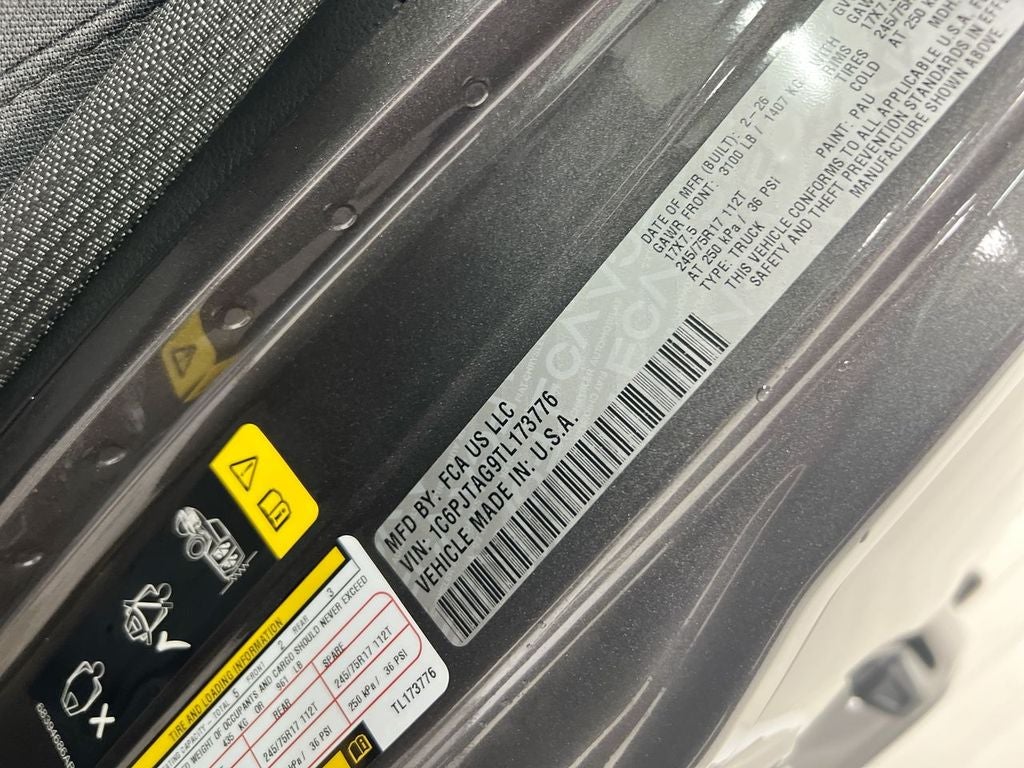 MFD BY: FCA US LLC
VIN: 1C6PJTAG9TL173776
VEHICLE MADE IN: U.S.A.
DATE OF MFR (BUILT): 2-26
GAWR FRONT: 3100 LB / 1407 KG
17X7.5
245/75R17 112T
AT 250 kPa / 36 PSI
TYPE: TRUCK PAINT: PAU
THIS VEHICLE CONFORMS TO ALL APPLICABLE U.S.A.
SAFETY AND THEFT PREVENTION STANDARDS IN
MANUFACTURE SHOWN ABOVE
TIRES
COLD
AT 250
TIRE AND LOADING INFORMATION
CAPACITY - TOTAL 5 FRONT 2 REAR 3
WEIGHT OF OCCUPANTS AND CARGO SHOULD NEVER EXCEED
435 KG OR 961 LB
REAR SPARE
245/75R17 112T 245/75R17 112T
/ 36 PSI 250 kPa / 36 PSI
TL173776